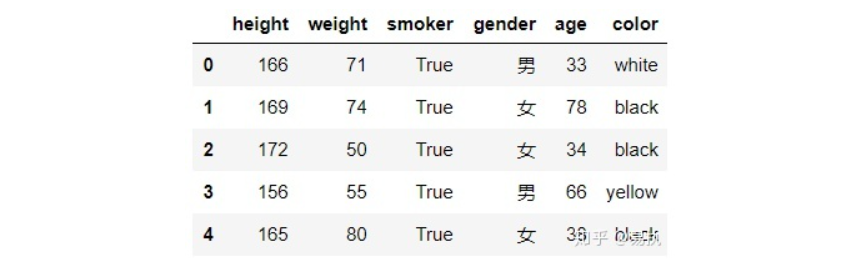 height weight smoker gender age color
0 166 71 True 男 33 white
1 169 74 True 女 78 black
2 172 50 True 女 34 black
3 156 55 True 男 66 yellow
4 165 80 True 女 black
知乎